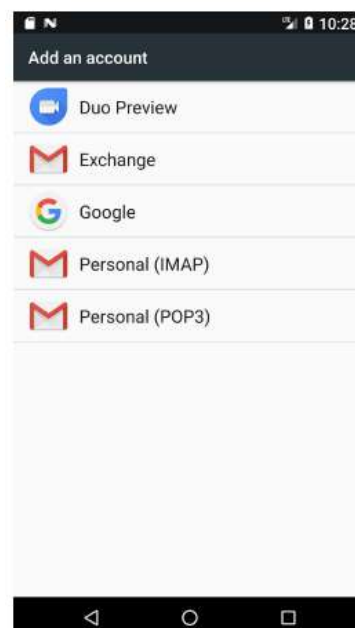 10:28
Add an account
Duo Preview
Exchange
Google
Personal (IMAP)
Personal (POP3)